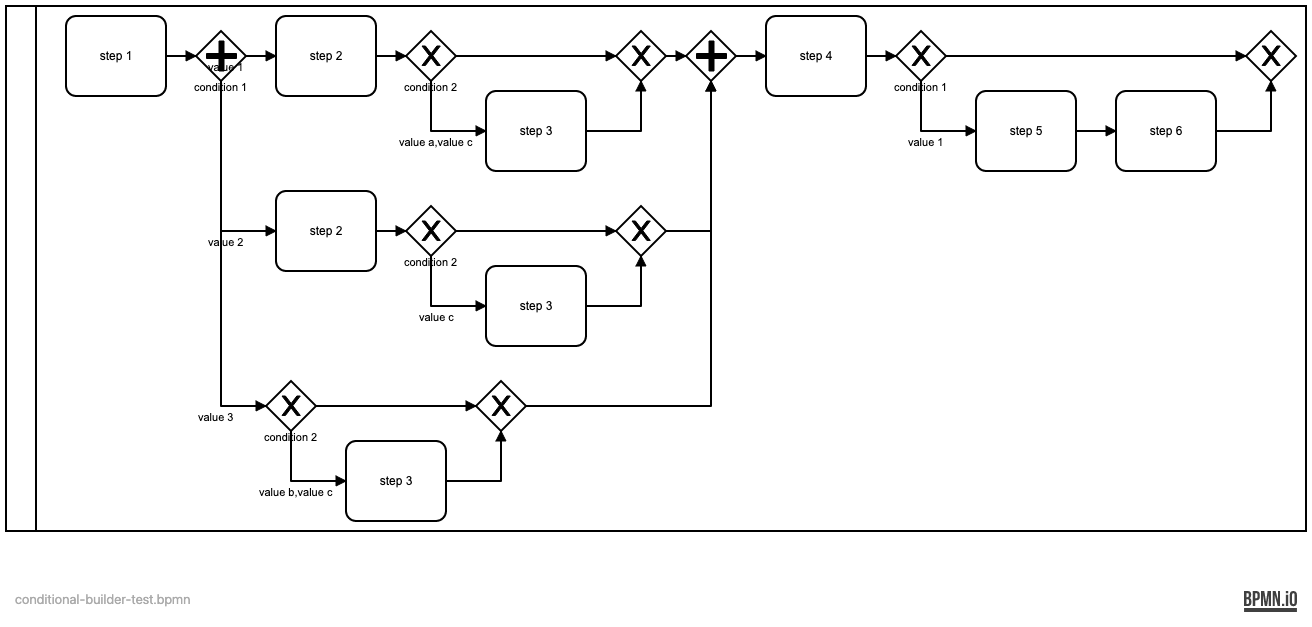 step 1
value 1
condition 1
step 2
condition 2
value a,value c
step 3
step 4
condition 1
value 1
step 5
step 6
value 2
step 2
condition 2
value c
step 3
value 3
condition 2
value b,value c
step 3
conditional-builder-test.bpmn
BPMN.iO